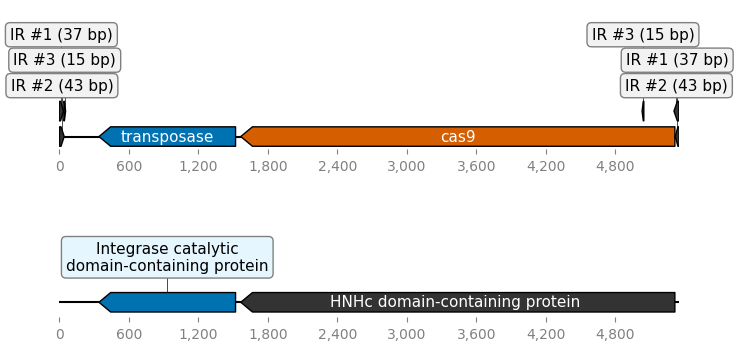 IR #1 (37 bp) IR #3 (15 bp)
IR #3 (15 bp) IR #1 (37 bp)
IR #2 (43 bp) IR #2 (43 bp)
transposase cas9
0 600 1,200 1,800 2,400 3,000 3,600 4,200 4,800
Integrase catalytic
domain-containing protein
HNHc domain-containing protein
0 600 1,200 1,800 2,400 3,000 3,600 4,200 4,800